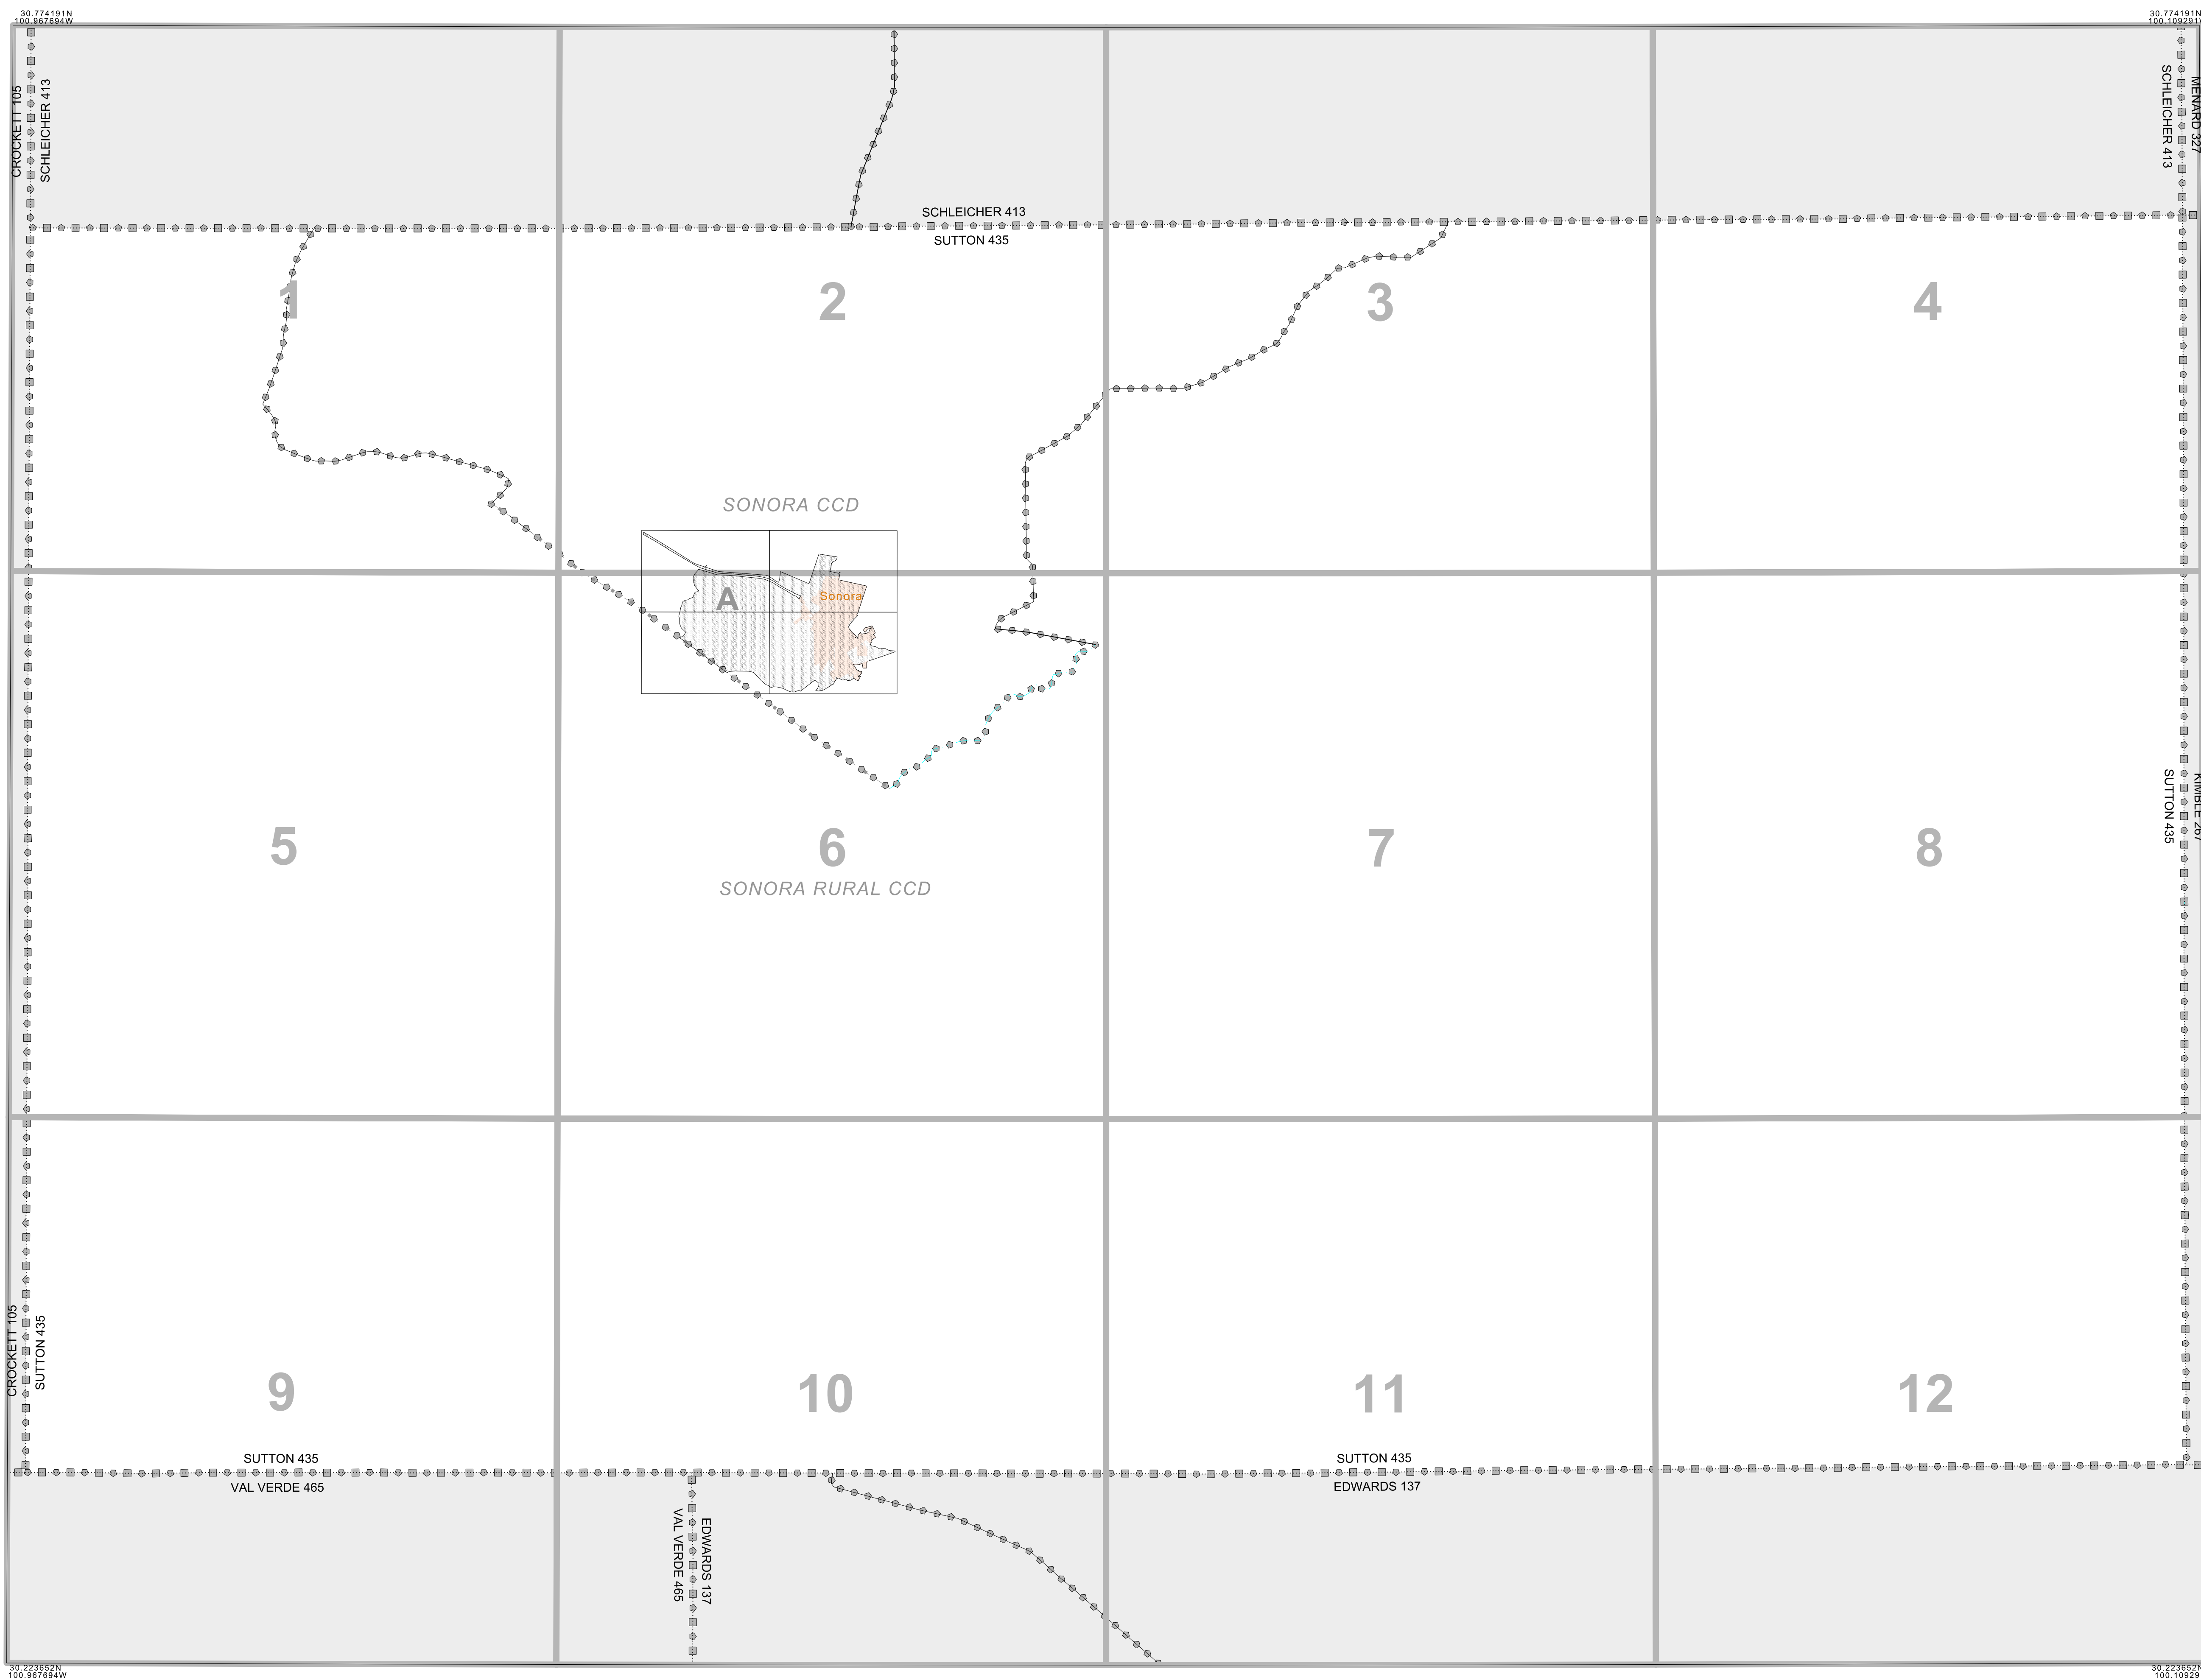 30.774191N
100.967694W
30.774191N
100.109291W
CROCKETT 105
SCHLEICHER 413
SCHLEICHER 413
MENARD 327
SCHLEICHER 413
SUTTON 435
1
2
3
4
SONORA CCD
A
Sonora
5
6
7
8
SUTTON 435
KIMBLE 267
SONORA RURAL CCD
CROCKETT 105
SUTTON 435
9
10
11
12
SUTTON 435
VAL VERDE 465
SUTTON 435
EDWARDS 137
VAL VERDE 465
EDWARDS 137
30.223652N
100.967694W
30.223652N
100.10929